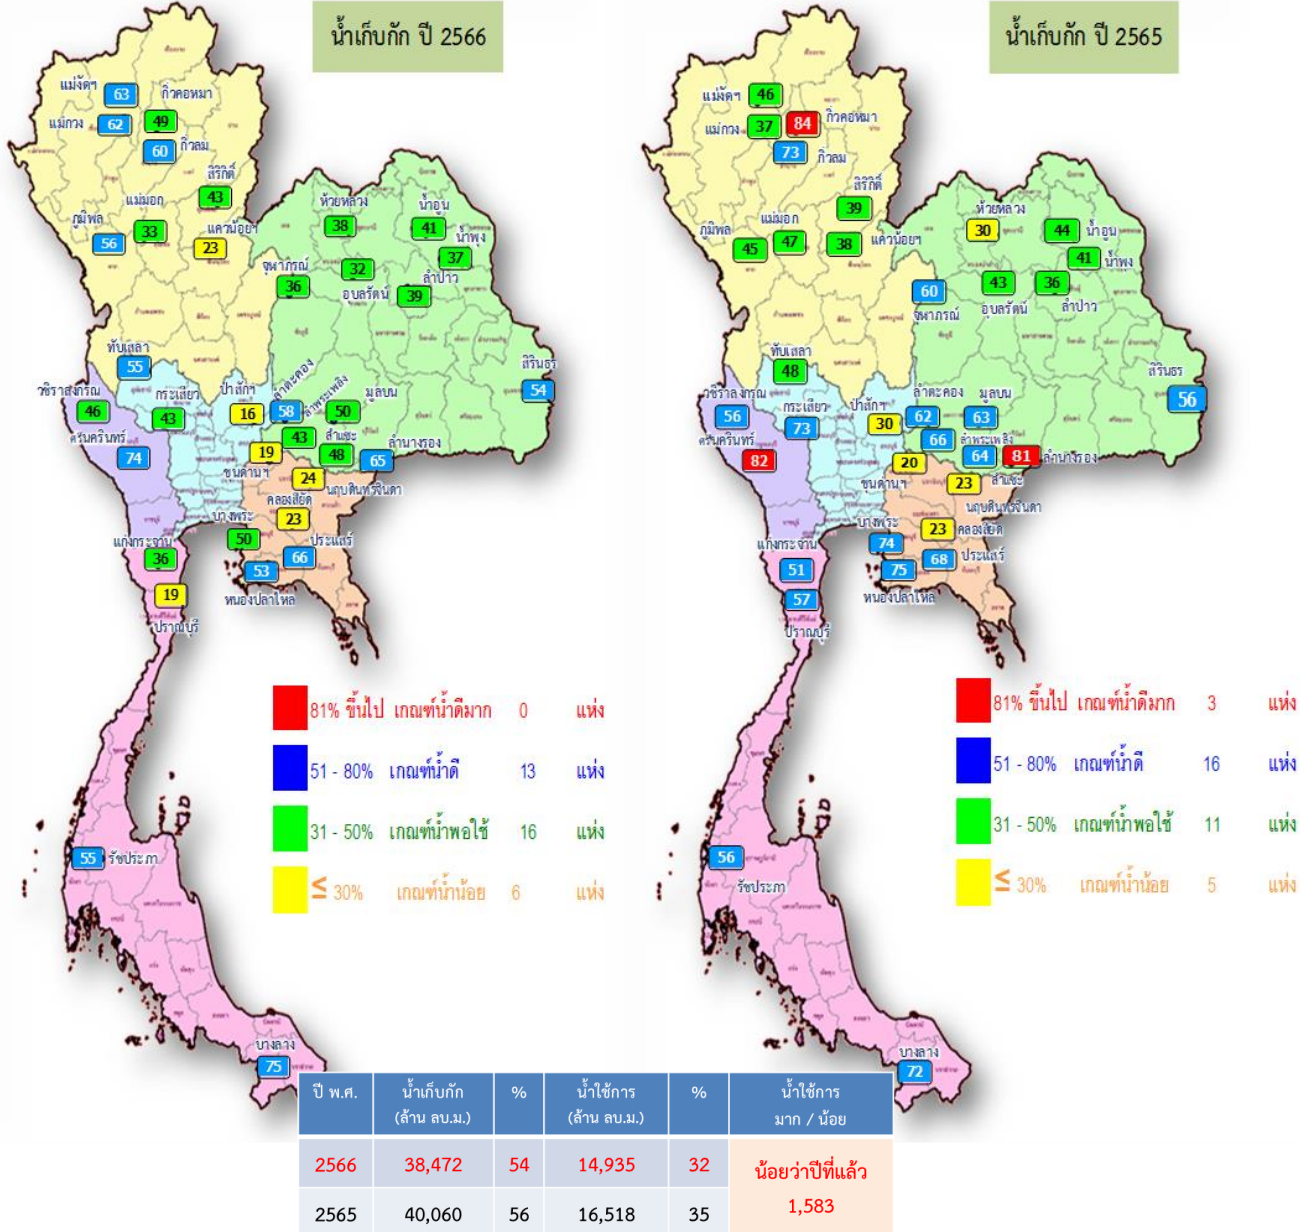 น้ำเก็บกัก ปี 2566
แม่งัดฯ 63
กิ่วคอหมา 49
แม่กวง 62
60 กิ่วลม
สิริกิติ์ 43
แม่มอก 33
ภูมิพล 56
แควน้อยฯ 23
ห้วยหลวง 38
น้ำอูน 41
น้ำพุง 37
จุฬาภรณ์ 36
32 อุบลรัตน์
ลำปาว 39
ทับเสลา 55
วชิราลงกรณ 46
กระเสียว 43
ป่าสักฯ 16
ลำตะคอง 58
ลำพระเพลิง 43
มูลบน 50
สิรินธร 54
ศรีนครินทร์ 74
19 ขุนด่านฯ
ลำแชะ 48
ลำนางรอง 65
24 นฤบดินทรจินดา
คลองสียัด 23
บางพระ 50
ประแสร์ 66
53 หนองปลาไหล
แก่งกระจาน 36
19 ปราณบุรี
55 รัชประภา
บางลาง 75
81% ขึ้นไป เกณฑ์น้ำดีมาก 0 แห่ง
51 - 80% เกณฑ์น้ำดี 13 แห่ง
31 - 50% เกณฑ์น้ำพอใช้ 16 แห่ง
≤ 30% เกณฑ์น้ำน้อย 6 แห่ง
น้ำเก็บกัก ปี 2565
แม่งัดฯ 46
แม่กวง 37
84 กิ่วคอหมา
73 กิ่วลม
สิริกิติ์ 39
ภูมิพล 45
แม่มอก 47
38 แควน้อยฯ
ห้วยหลวง 30
44 น้ำอูน
41 น้ำพุง
60 จุฬาภรณ์
43 อุบลรัตน์
36 ลำปาว
ทับเสลา 48
วชิราลงกรณ 56
กระเสียว 73
ป่าสักฯ 30
ลำตะคอง 62
มูลบน 63
สิรินธร 56
ศรีนครินทร์ 82
66 ลำพระเพลิง
64 ลำแชะ
81 ลำนางรอง
20 ขุนด่านฯ
23 นฤบดินทรจินดา
23 คลองสียัด
บางพระ 74
68 ประแสร์
75 หนองปลาไหล
แก่งกระจาน 51
57 ปราณบุรี
56 รัชประภา
บางลาง 72
81% ขึ้นไป เกณฑ์น้ำดีมาก 3 แห่ง
51 - 80% เกณฑ์น้ำดี 16 แห่ง
31 - 50% เกณฑ์น้ำพอใช้ 11 แห่ง
≤ 30% เกณฑ์น้ำน้อย 5 แห่ง
ปี พ.ศ. น้ำเก็บกัก % น้ำใช้การ % น้ำใช้การ
(ล้าน ลบ.ม.) (ล้าน ลบ.ม.) มาก / น้อย
2566 38,472 54 14,935 32 น้อยว่าปีที่แล้ว
2565 40,060 56 16,518 35 1,583